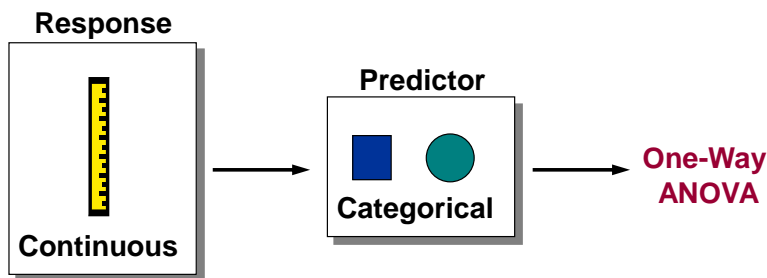 Response
Continuous
Predictor
Categorical
One-Way
ANOVA